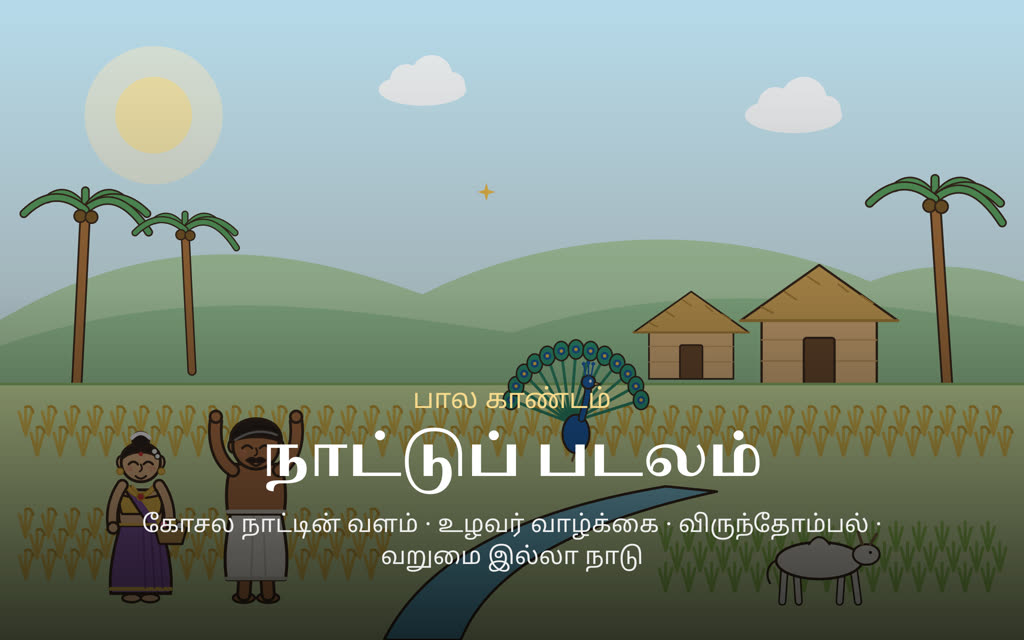 பால காண்டம்
நாட்டுப் படலம்
கோசல நாட்டின் வளம் · உழவர் வாழ்க்கை · விருந்தோம்பல் ·
வறுமை இல்லா நாடு